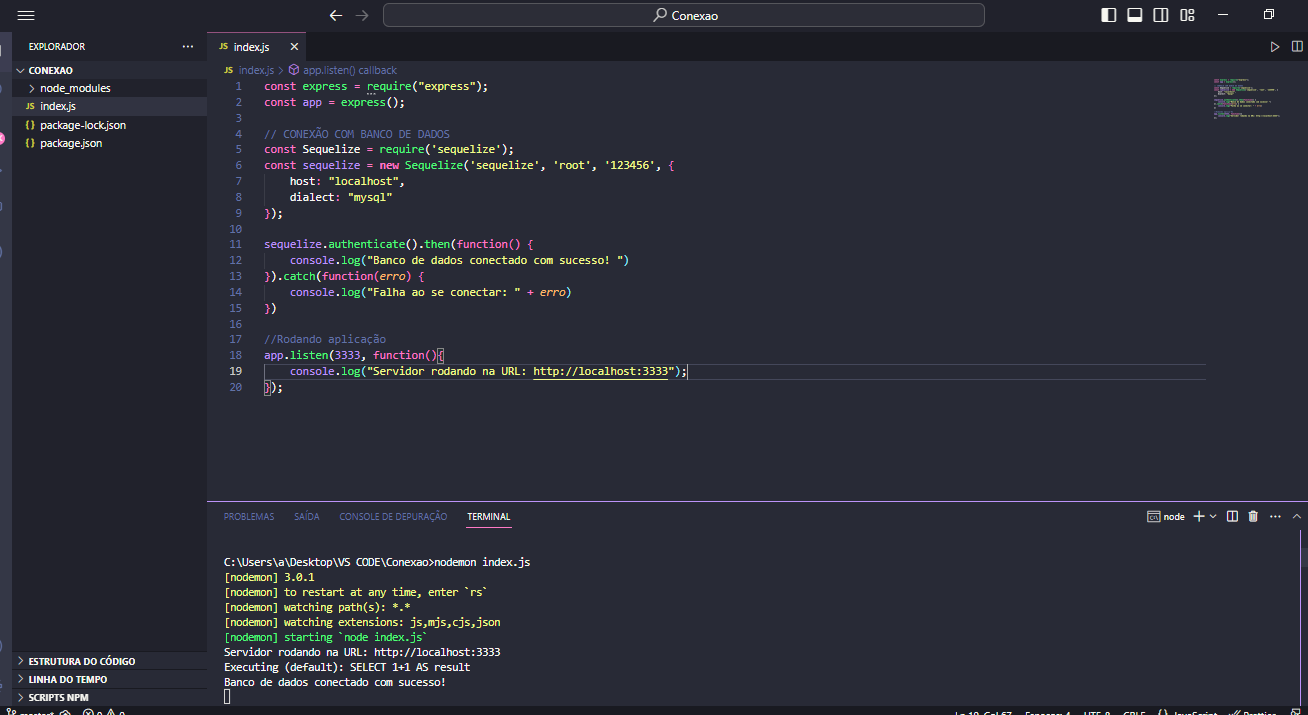 Conexao
EXPLORADOR
CONEXAO
node_modules
JS index.js
{} package-lock.json
{} package.json
ESTRUTURA DO CÓDIGO
LINHA DO TEMPO
SCRIPTS NPM
JS index.js
JS index.js > app.listen() callback
1 const express = require("express");
2 const app = express();
3
4 // CONEXÃO COM BANCO DE DADOS
5 const Sequelize = require('sequelize');
6 const sequelize = new Sequelize('sequelize', 'root', '123456', {
7 host: "localhost",
8 dialect: "mysql"
9 });
10
11 sequelize.authenticate().then(function() {
12 console.log("Banco de dados conectado com sucesso! ")
13 }).catch(function(erro) {
14 console.log("Falha ao se conectar: " + erro)
15 })
16
17 //Rodando aplicação
18 app.listen(3333, function(){
19 console.log("Servidor rodando na URL: http://localhost:3333");
20 });
PROBLEMAS SAÍDA CONSOLE DE DEPURAÇÃO TERMINAL
node
C:\Users\a\Desktop\VS CODE\Conexao>nodemon index.js
[nodemon] 3.0.1
[nodemon] to restart at any time, enter `rs`
[nodemon] watching path(s): *.*
[nodemon] watching extensions: js,mjs,cjs,json
[nodemon] starting `node index.js`
Servidor rodando na URL: http://localhost:3333
Executing (default): SELECT 1+1 AS result
Banco de dados conectado com sucesso!